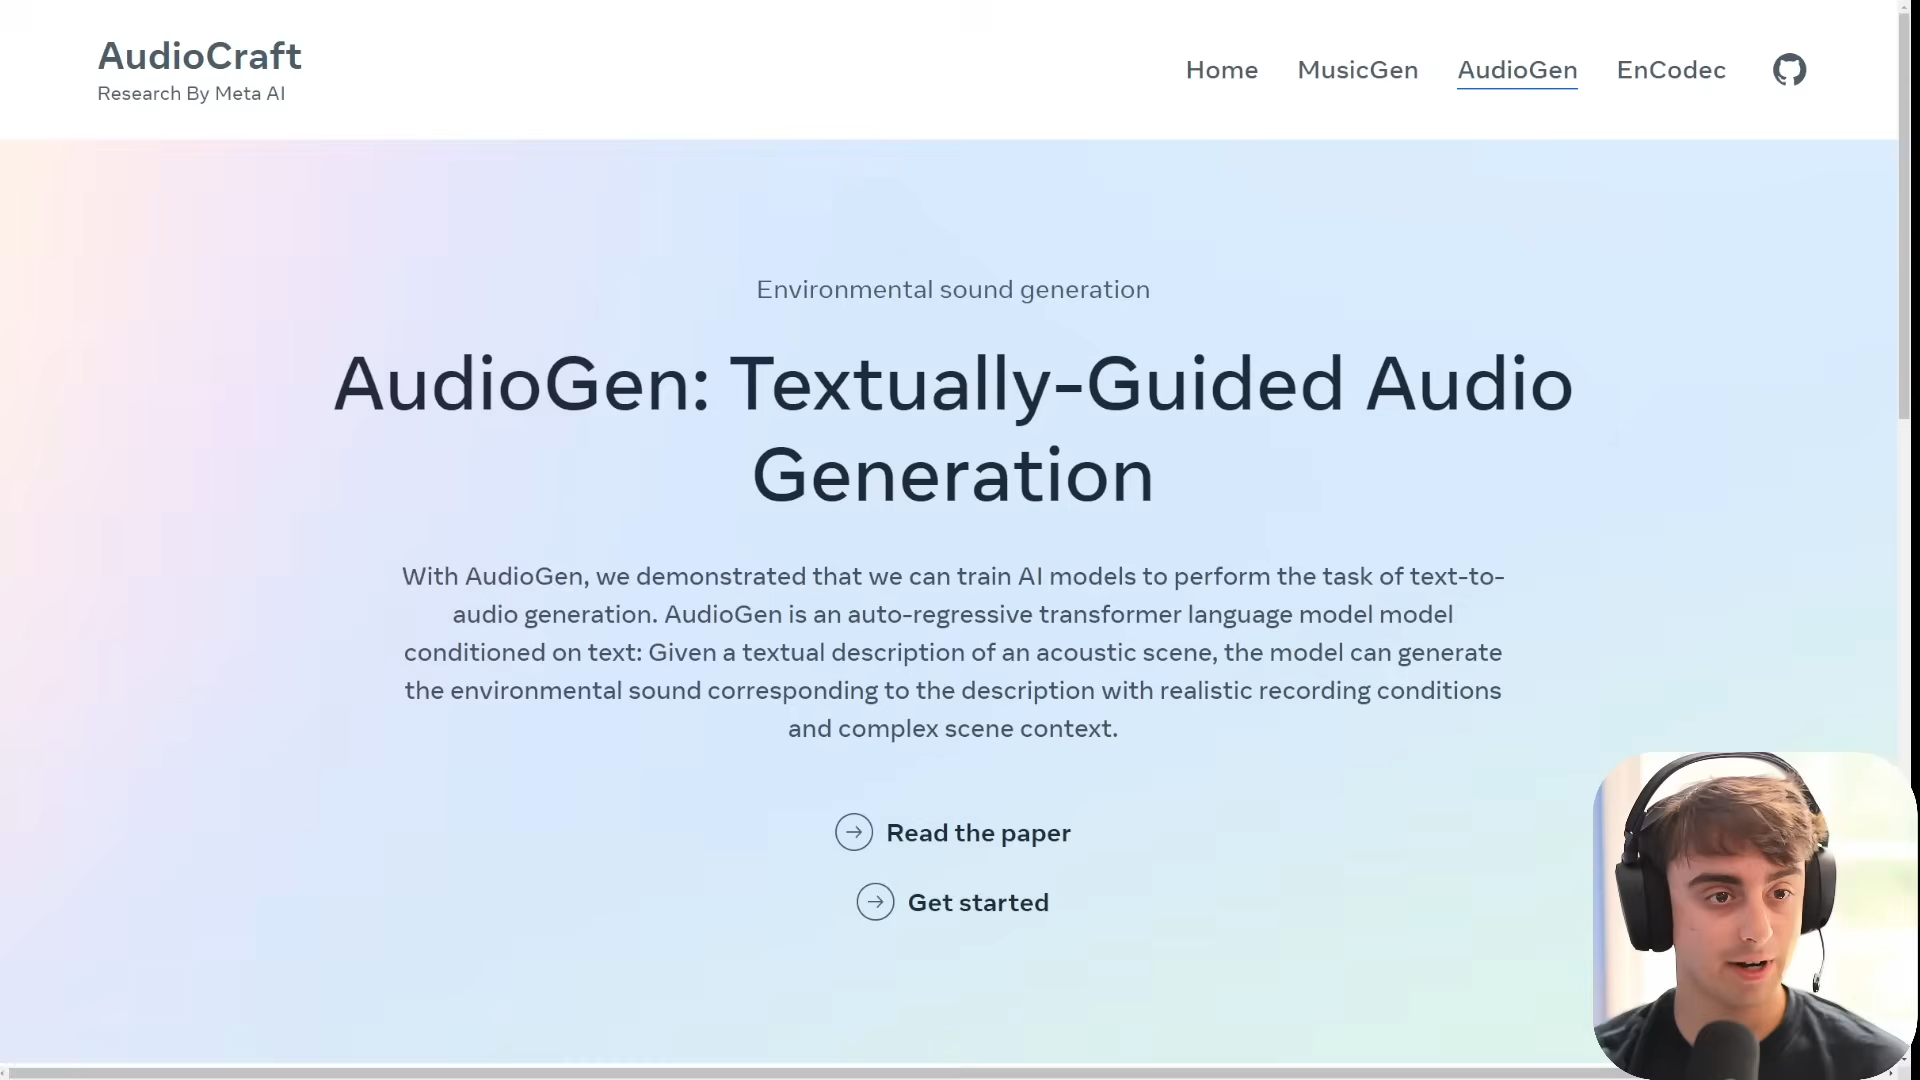 AudioCraft
Research By Meta AI
Home MusicGen AudioGen EnCodec
Environmental sound generation
AudioGen: Textually-Guided Audio
Generation
With AudioGen, we demonstrated that we can train AI models to perform the task of text-to-
audio generation. AudioGen is an auto-regressive transformer language model model
conditioned on text: Given a textual description of an acoustic scene, the model can generate
the environmental sound corresponding to the description with realistic recording conditions
and complex scene context.
Read the paper
Get started